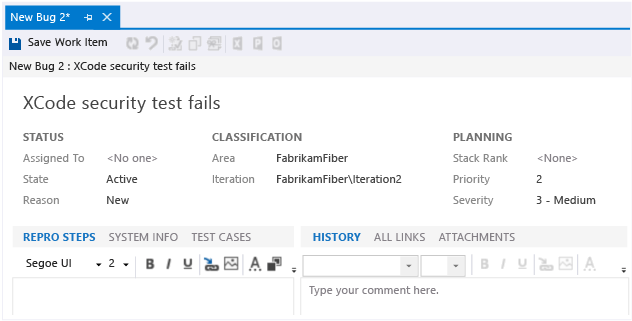 New Bug 2*
Save Work Item
New Bug 2 : XCode security test fails
XCode security test fails
STATUS CLASSIFICATION PLANNING
Assigned To <No one> Area FabrikamFiber Stack Rank <None>
State Active Iteration FabrikamFiber\Iteration2 Priority 2
Reason New Severity 3 - Medium
REPRO STEPS SYSTEM INFO TEST CASES HISTORY ALL LINKS ATTACHMENTS
Segoe UI 2 B I U A B I U A
Type your comment here.